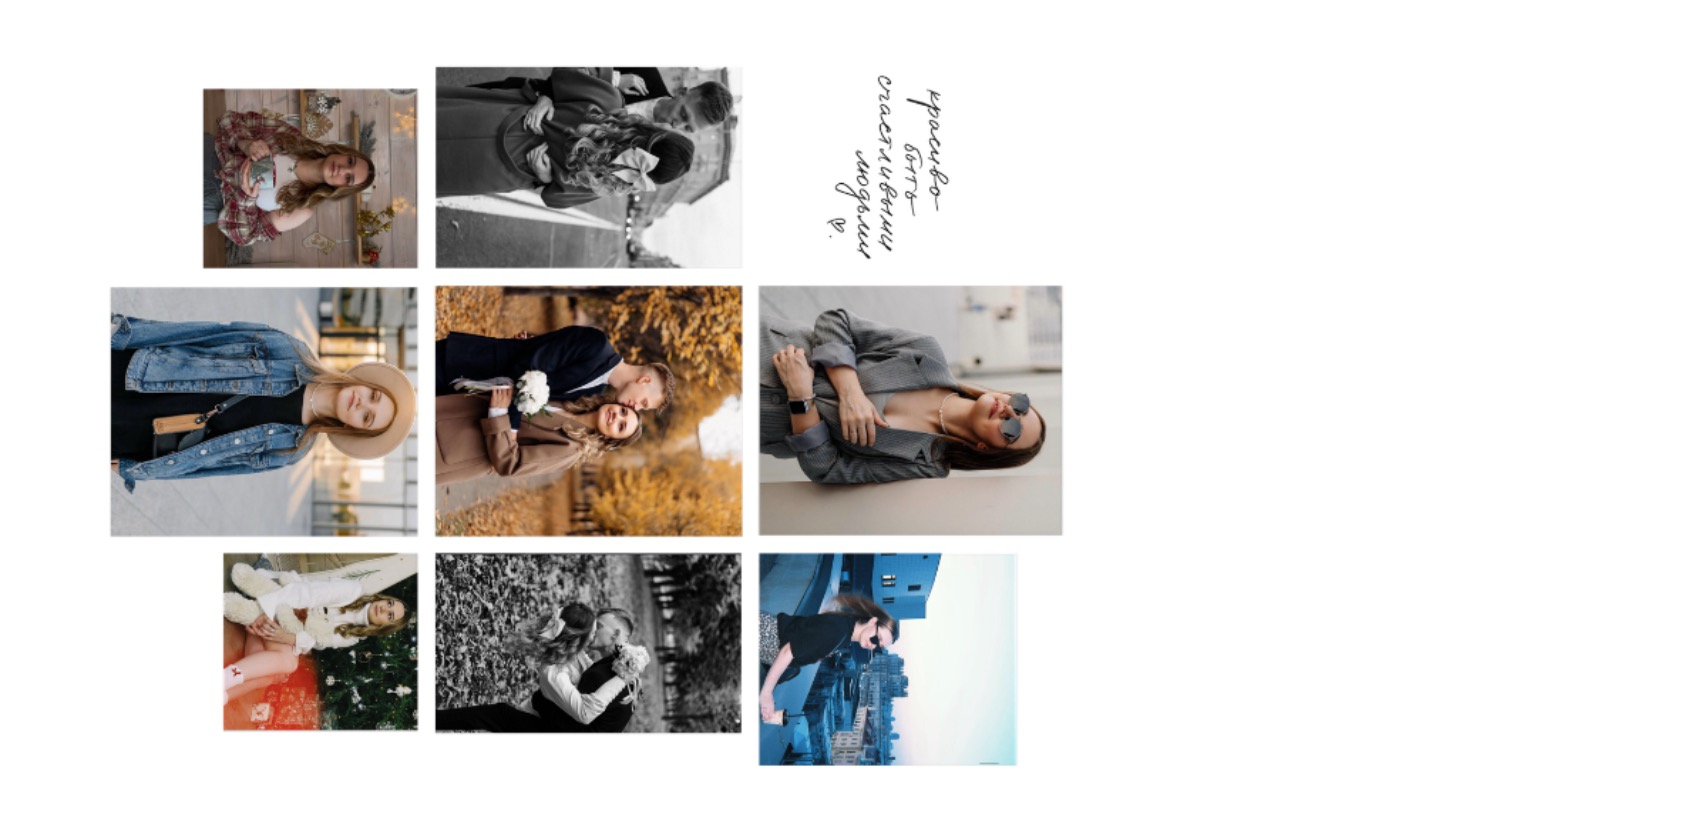 красиво
быть
счастливыми
людьми ♡.